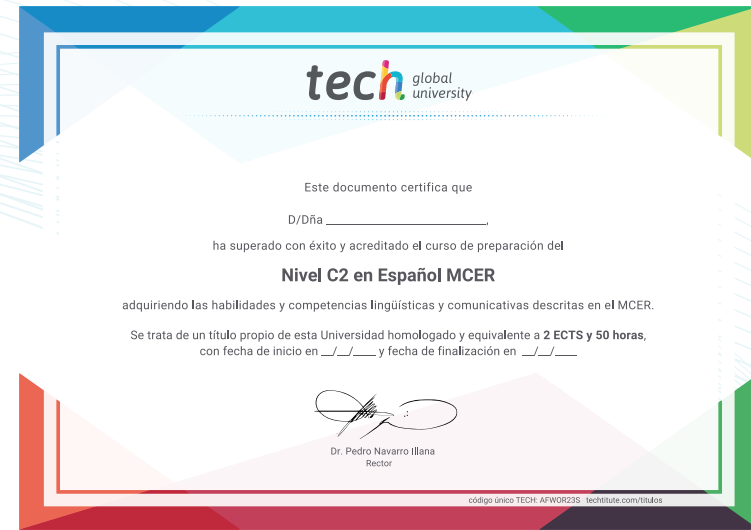 tech global university
Este documento certifica que
D/Dña ______________________,
ha superado con éxito y acreditado el curso de preparación del
Nivel C2 en Español MCER
adquiriendo las habilidades y competencias lingüísticas y comunicativas descritas en el MCER.
Se trata de un título propio de esta Universidad homologado y equivalente a 2 ECTS y 50 horas,
con fecha de inicio en __/__/____ y fecha de finalización en __/__/____
Dr. Pedro Navarro Illana
Rector
código único TECH: AFWOR23S techtitute.com/titulos